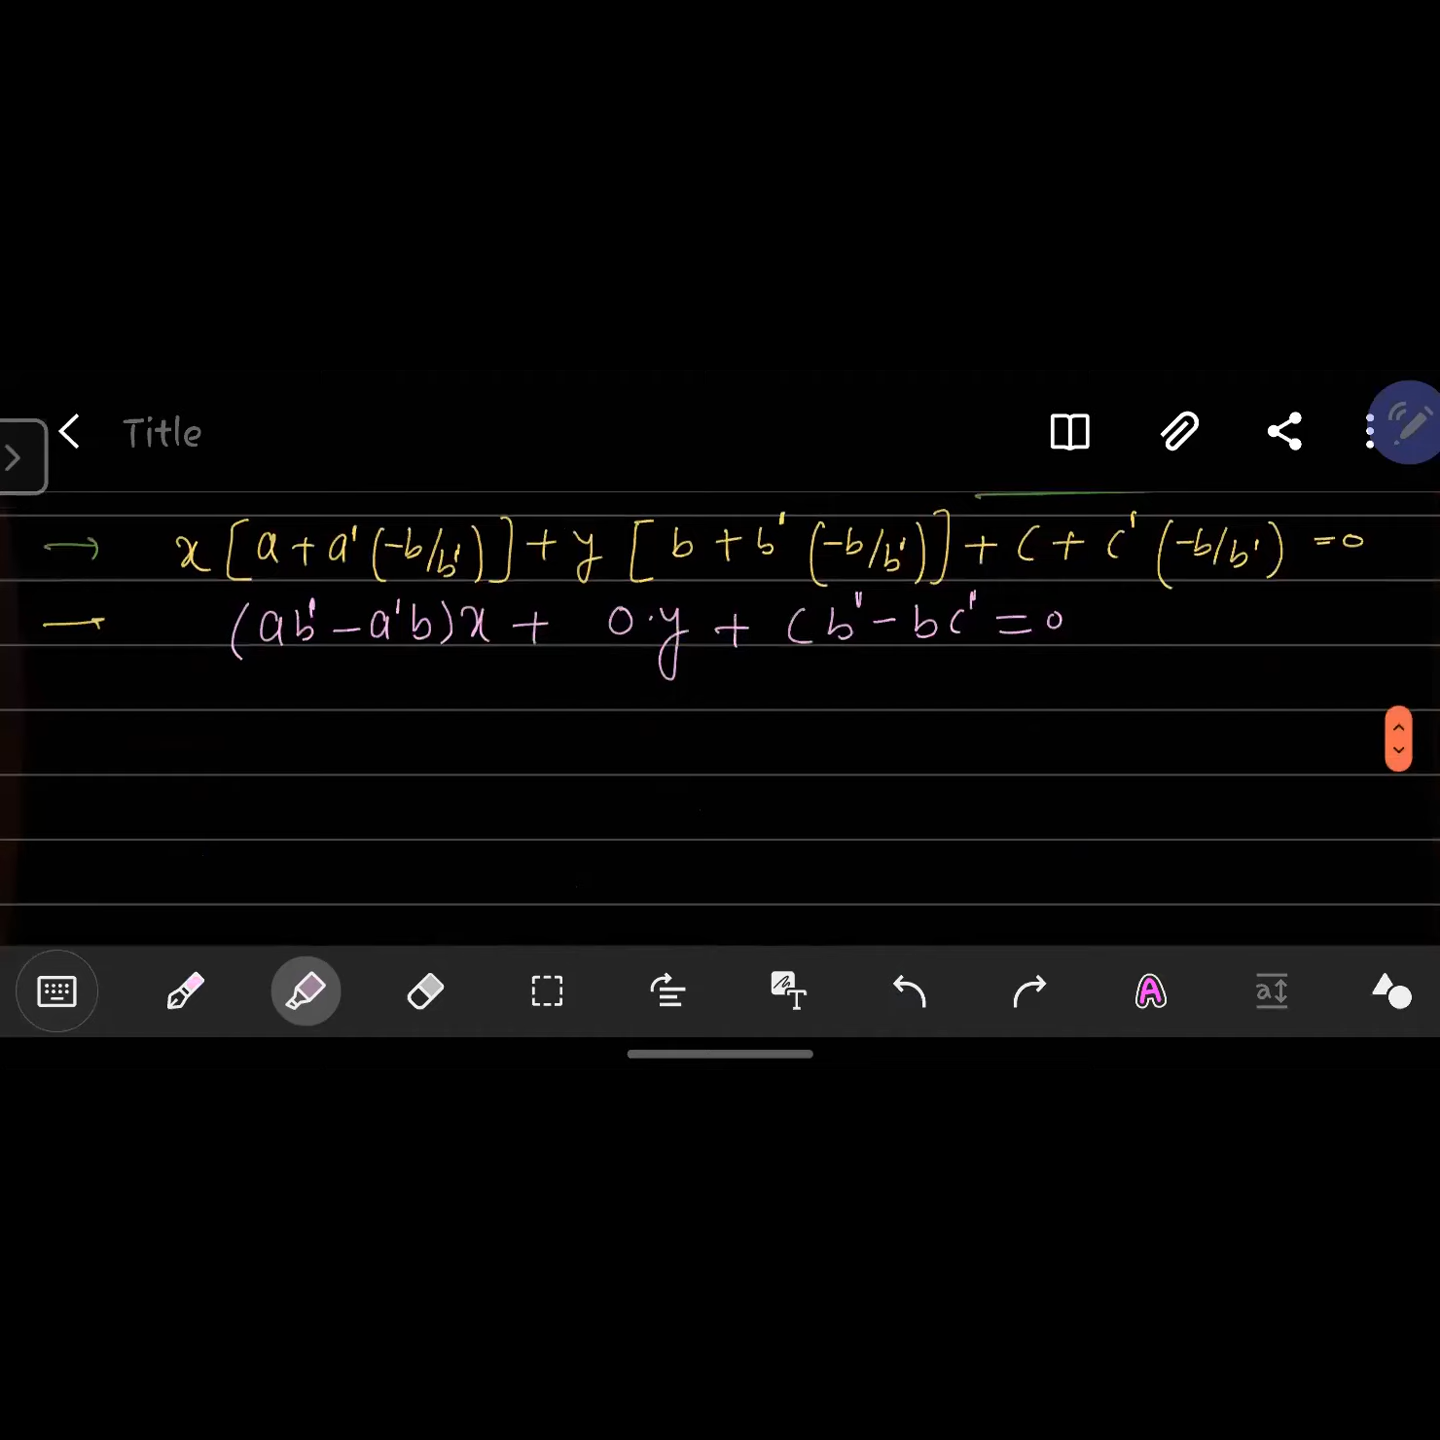 Title
→ x [a + a' (-b/b')] + y [b + b' (-b/b')] + c + c' (-b/b') = 0
— (ab' - a'b)x + 0·y + cb' - bc' = 0
A
a↕